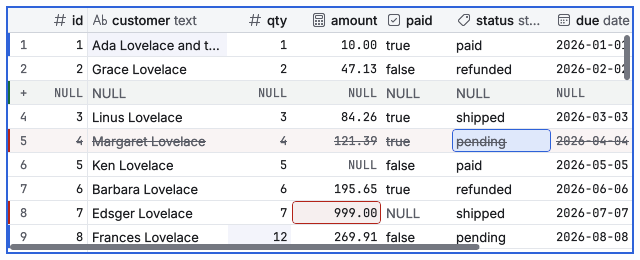 id customer text qty amount paid status st... due date
1 1 Ada Lovelace and t... 1 10.00 true paid 2026-01-01
2 2 Grace Lovelace 2 47.13 false refunded 2026-02-02
+ NULL NULL NULL NULL NULL NULL NULL
4 3 Linus Lovelace 3 84.26 true shipped 2026-03-03
5 4 Margaret Lovelace 4 121.39 true pending 2026-04-04
6 5 Ken Lovelace 5 NULL false paid 2026-05-05
7 6 Barbara Lovelace 6 195.65 true refunded 2026-06-06
8 7 Edsger Lovelace 7 999.00 NULL shipped 2026-07-07
9 8 Frances Lovelace 12 269.91 false pending 2026-08-08